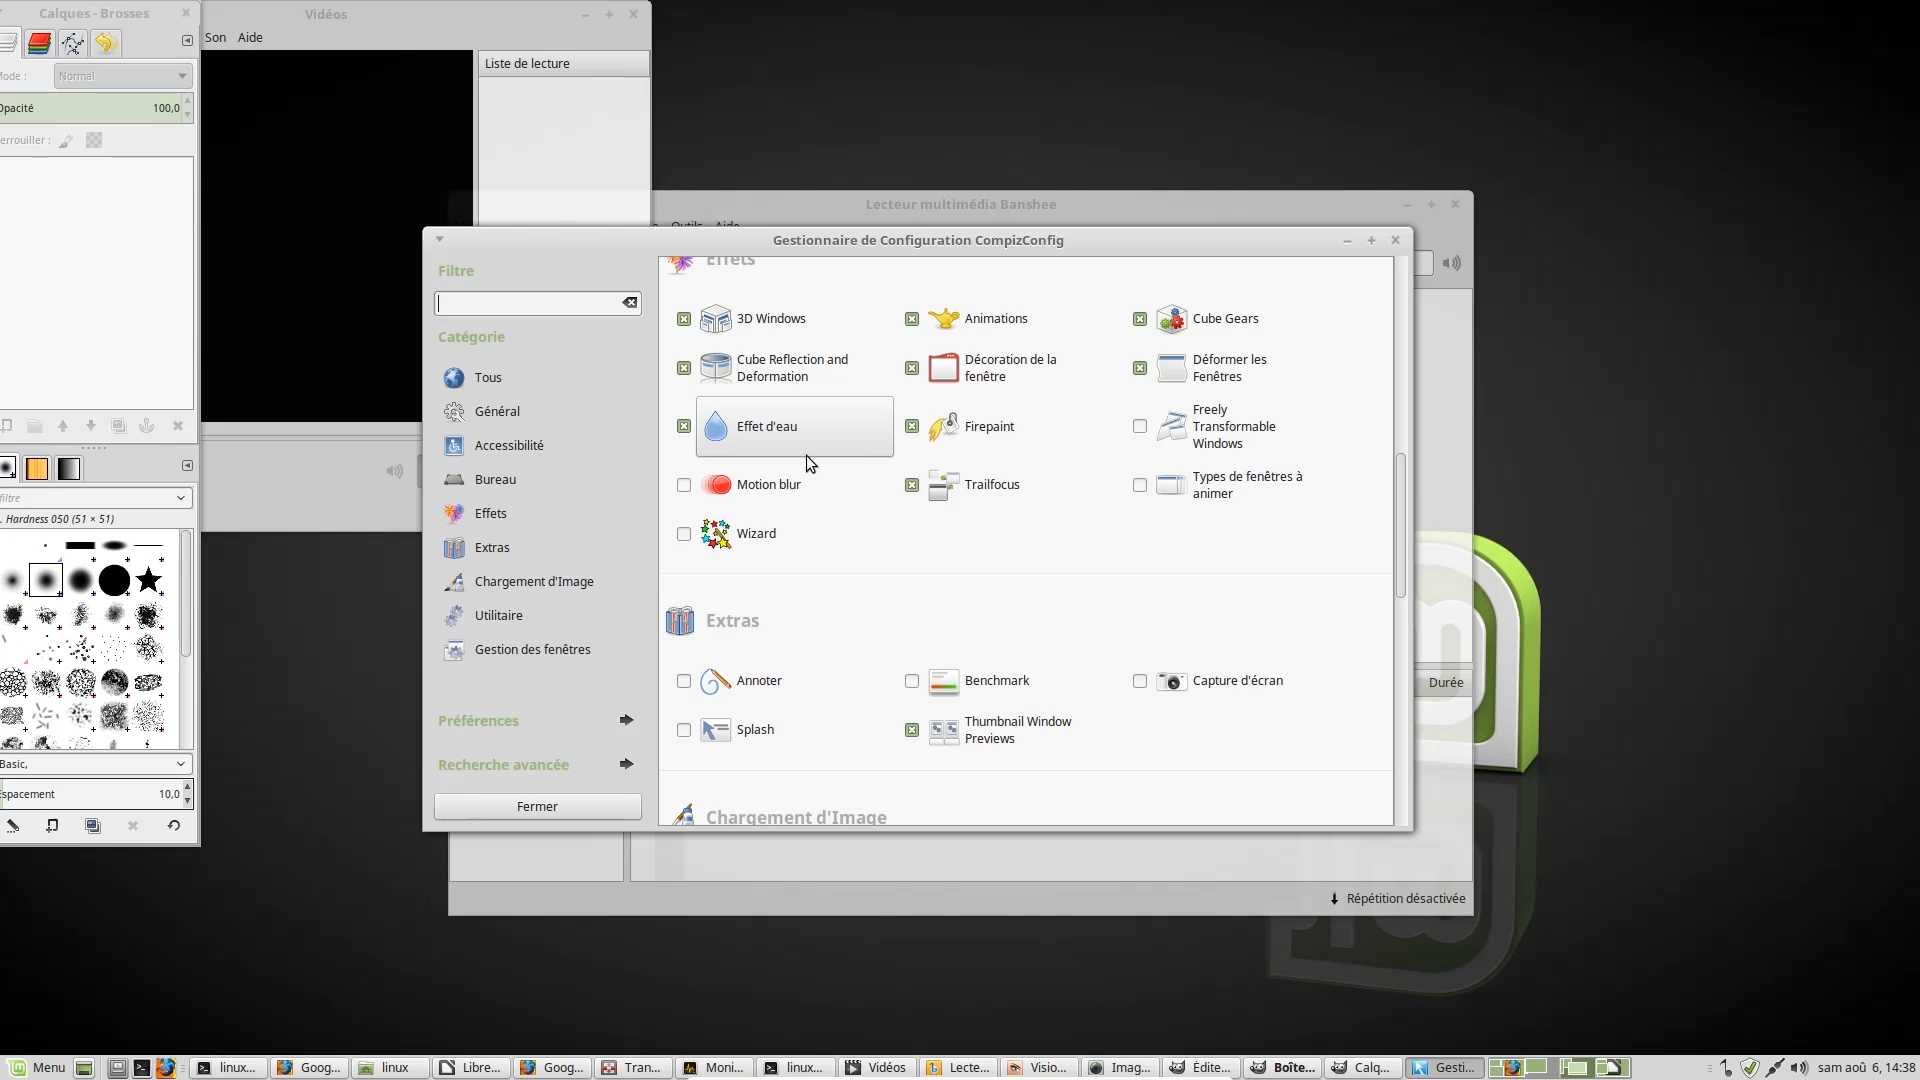 Calques - Brosses
Vidéos
Son Aide
Liste de lecture
Normal
100,0
Lecteur multimédia Banshee
Gestionnaire de Configuration CompizConfig
Filtre
Catégorie
Tous
Général
Accessibilité
Bureau
Effets
Extras
Chargement d'Image
Utilitaire
Gestion des fenêtres
Préférences
Recherche avancée
Fermer
Effets
3D Windows
Animations
Cube Gears
Cube Reflection and
Deformation
Décoration de la
fenêtre
Déformer les
Fenêtres
Effet d'eau
Firepaint
Freely
Transformable
Windows
Motion blur
Trailfocus
Types de fenêtres à
animer
Wizard
Extras
Annoter
Benchmark
Capture d'écran
Splash
Thumbnail Window
Previews
Chargement d'Image
Durée
Répétition désactivée
Hardness 050 (51 × 51)
Basic,
10,0
Menu
linux...
Goog...
linux
Libre...
Goog...
Tran...
Moni...
linux...
Vidéos
Lecte...
Visio...
Imag...
Édite...
Boîte...
Calq...
Gesti...
sam aoû 6, 14:38